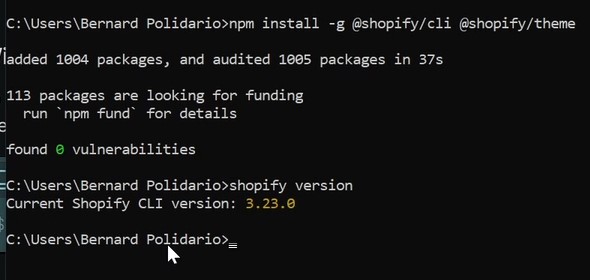 C:\Users\Bernard Polidario>npm install -g @shopify/cli @shopify/theme
added 1004 packages, and audited 1005 packages in 37s
113 packages are looking for funding
run `npm fund` for details
found 0 vulnerabilities
C:\Users\Bernard Polidario>shopify version
Current Shopify CLI version: 3.23.0
C:\Users\Bernard Polidario>